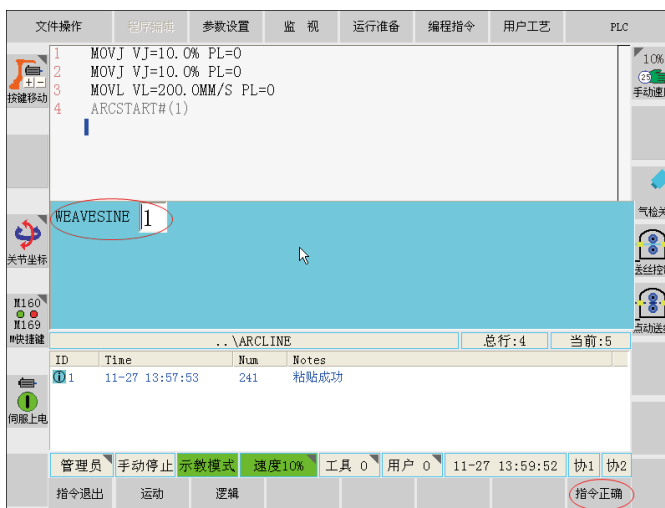 文件操作 程序编辑 参数设置 监 视 运行准备 编程指令 用户工艺 PLC
1 MOVJ VJ=10.0% PL=0
2 MOVJ VJ=10.0% PL=0
3 MOVL VL=200.0MM/S PL=0
4 ARCSTART#(1)
按键移动
10%
手动速
WEAVESINE 1
关节坐标
气检关
送丝控
点动送
M160
M169
M快捷键
..\ARCLINE 总行:4 当前:5
ID Time Num Notes
1 11-27 13:57:53 241 粘贴成功
伺服上电
管理员 手动停止 示教模式 速度10% 工具 0 用户 0 11-27 13:59:52 协1 协2
指令退出 运动 逻辑 指令正确